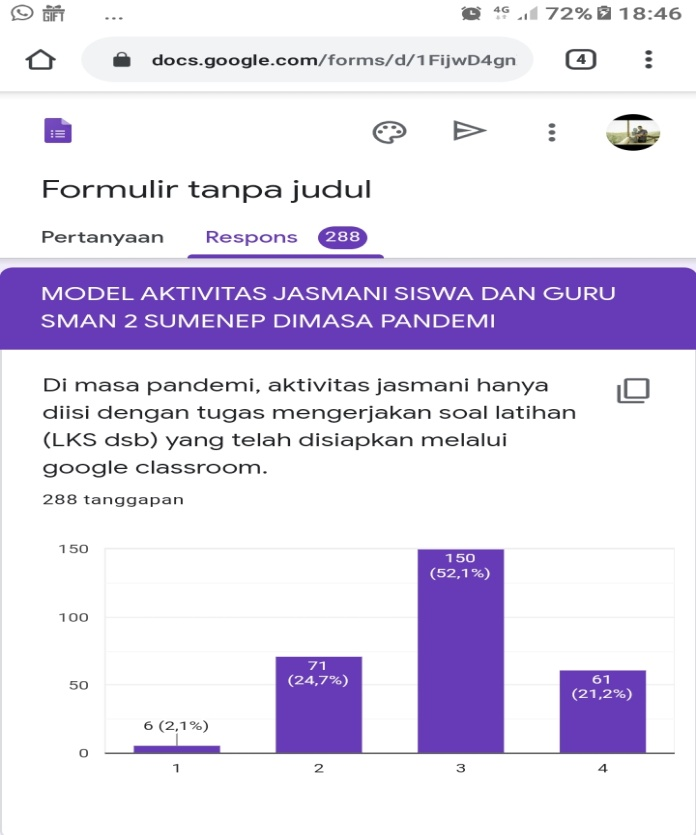 GIFT ... 4G 72% 18:46
docs.google.com/forms/d/1FijwD4gn 4
Formulir tanpa judul
Pertanyaan Respons 288
MODEL AKTIVITAS JASMANI SISWA DAN GURU
SMAN 2 SUMENEP DIMASA PANDEMI
Di masa pandemi, aktivitas jasmani hanya
diisi dengan tugas mengerjakan soal latihan
(LKS dsb) yang telah disiapkan melalui
google classroom.
288 tanggapan
150
150
(52,1%)
100
71
(24,7%)
50
61
(21,2%)
6 (2,1%)
0
1 2 3 4